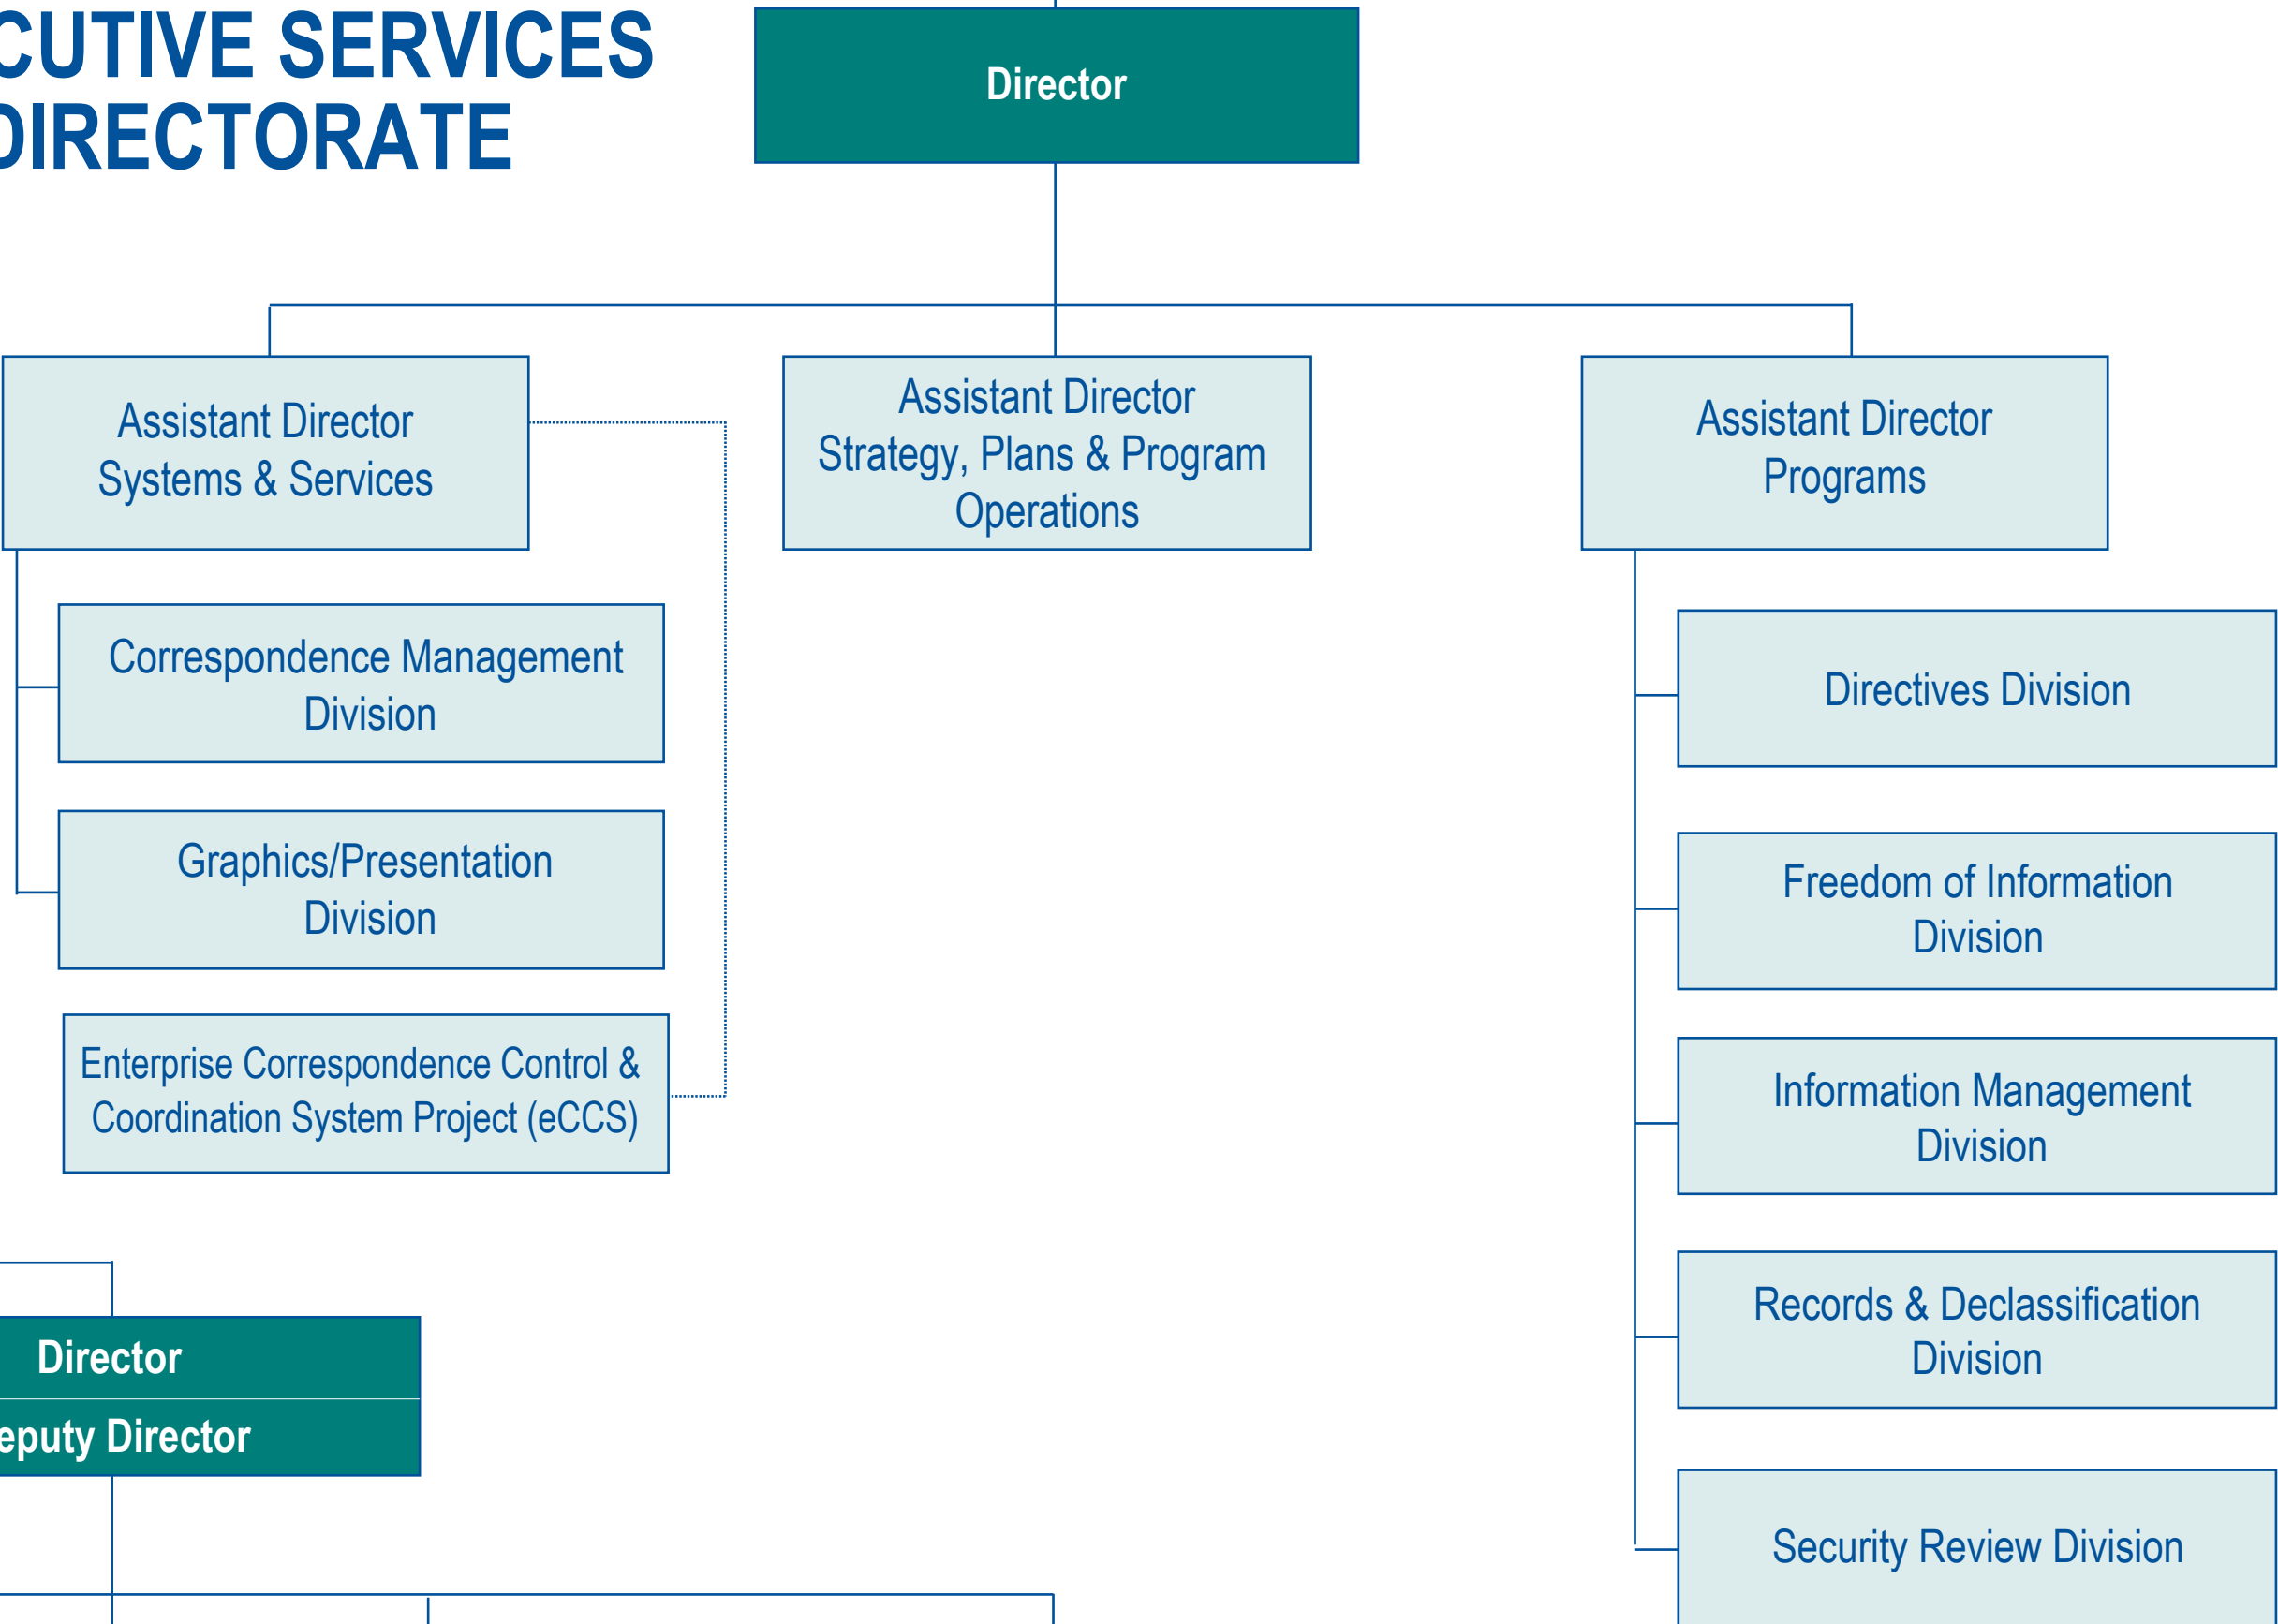 CUTIVE SERVICES
DIRECTORATE
Director
Assistant Director
Systems & Services
Assistant Director
Strategy, Plans & Program
Operations
Assistant Director
Programs
Correspondence Management
Division
Graphics/Presentation
Division
Enterprise Correspondence Control &
Coordination System Project (eCCS)
Directives Division
Freedom of Information
Division
Information Management
Division
Records & Declassification
Division
Security Review Division
Director
eputy Director